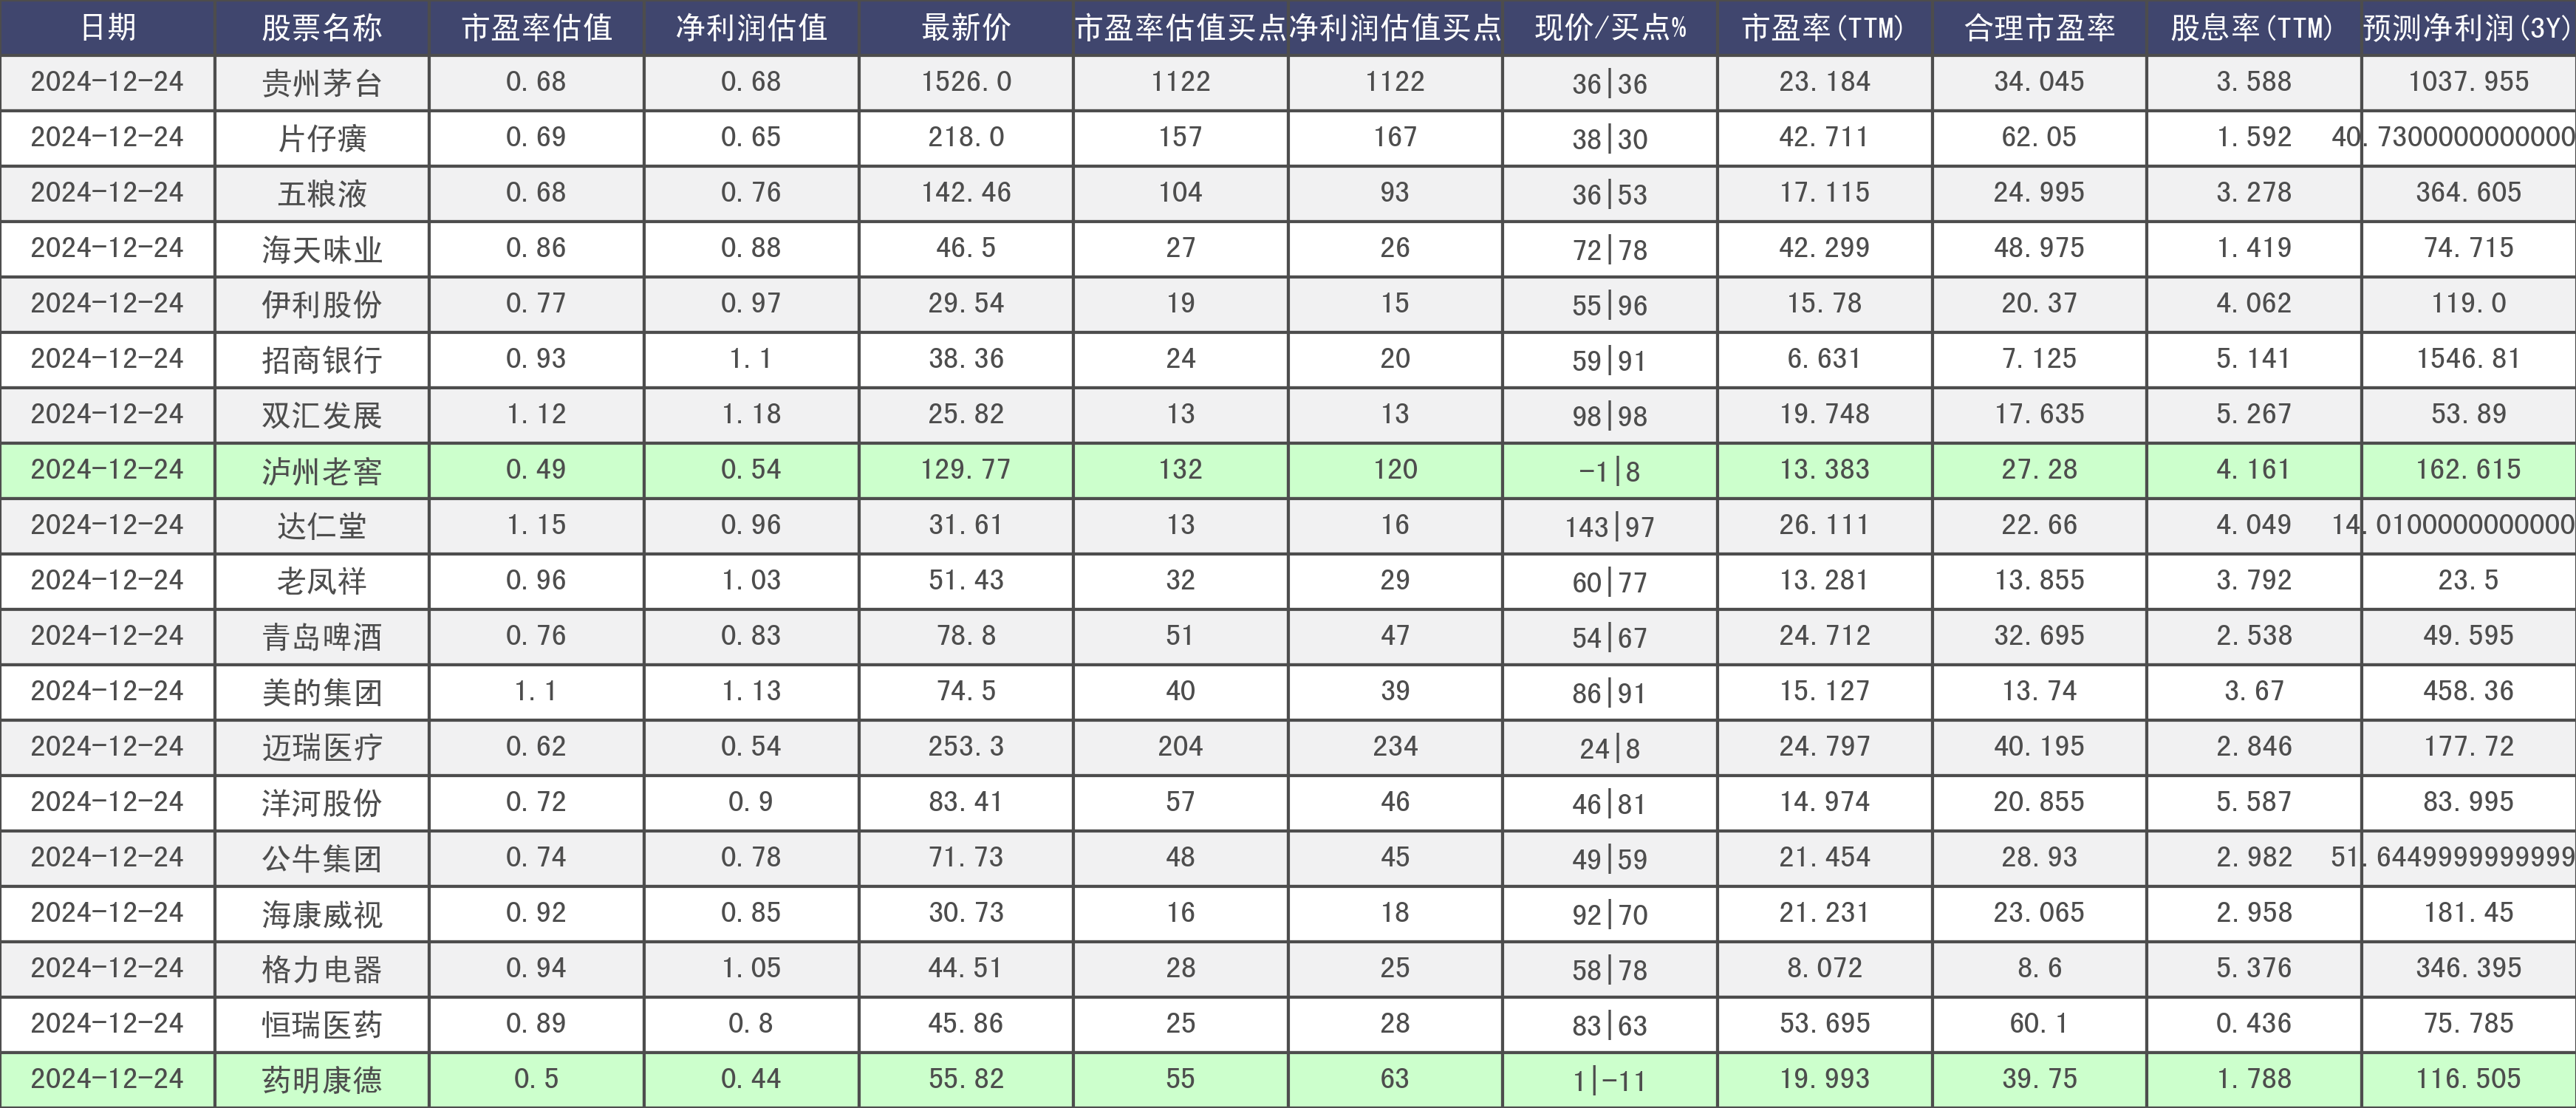 日期 股票名称 市盈率估值 净利润估值 最新价 市盈率估值买点 净利润估值买点 现价/买点% 市盈率(TTM) 合理市盈率 股息率(TTM) 预测净利润(3Y)
2024-12-24 贵州茅台 0.68 0.68 1526.0 1122 1122 36|36 23.184 34.045 3.588 1037.955
2024-12-24 片仔癀 0.69 0.65 218.0 157 167 38|30 42.711 62.05 1.592 40.7300000000000
2024-12-24 五粮液 0.68 0.76 142.46 104 93 36|53 17.115 24.995 3.278 364.605
2024-12-24 海天味业 0.86 0.88 46.5 27 26 72|78 42.299 48.975 1.419 74.715
2024-12-24 伊利股份 0.77 0.97 29.54 19 15 55|96 15.78 20.37 4.062 119.0
2024-12-24 招商银行 0.93 1.1 38.36 24 20 59|91 6.631 7.125 5.141 1546.81
2024-12-24 双汇发展 1.12 1.18 25.82 13 13 98|98 19.748 17.635 5.267 53.89
2024-12-24 泸州老窖 0.49 0.54 129.77 132 120 -1|8 13.383 27.28 4.161 162.615
2024-12-24 达仁堂 1.15 0.96 31.61 13 16 143|97 26.111 22.66 4.049 14.0100000000000
2024-12-24 老凤祥 0.96 1.03 51.43 32 29 60|77 13.281 13.855 3.792 23.5
2024-12-24 青岛啤酒 0.76 0.83 78.8 51 47 54|67 24.712 32.695 2.538 49.595
2024-12-24 美的集团 1.1 1.13 74.5 40 39 86|91 15.127 13.74 3.67 458.36
2024-12-24 迈瑞医疗 0.62 0.54 253.3 204 234 24|8 24.797 40.195 2.846 177.72
2024-12-24 洋河股份 0.72 0.9 83.41 57 46 46|81 14.974 20.855 5.587 83.995
2024-12-24 公牛集团 0.74 0.78 71.73 48 45 49|59 21.454 28.93 2.982 51.6449999999999
2024-12-24 海康威视 0.92 0.85 30.73 16 18 92|70 21.231 23.065 2.958 181.45
2024-12-24 格力电器 0.94 1.05 44.51 28 25 58|78 8.072 8.6 5.376 346.395
2024-12-24 恒瑞医药 0.89 0.8 45.86 25 28 83|63 53.695 60.1 0.436 75.785
2024-12-24 药明康德 0.5 0.44 55.82 55 63 1|-11 19.993 39.75 1.788 116.505